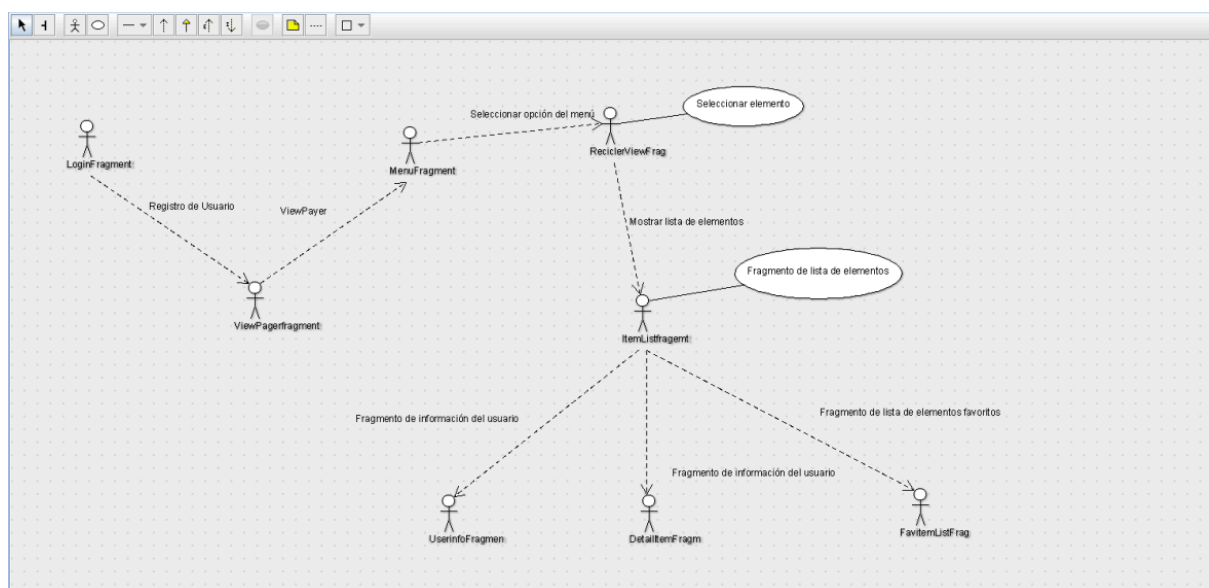 Seleccionar elemento
Seleccionar opción del menú
LoginFragment
MenuFragment
ReciclerViewFrag
Registro de Usuario
ViewPayer
Mostrar lista de elementos
Fragmento de lista de elementos
ViewPagerfragment
ItemListfragemt
Fragmento de información del usuario
Fragmento de lista de elementos favoritos
Fragmento de información del usuario
UserinfoFragmen
DetailItemFragm
FavitemListFrag